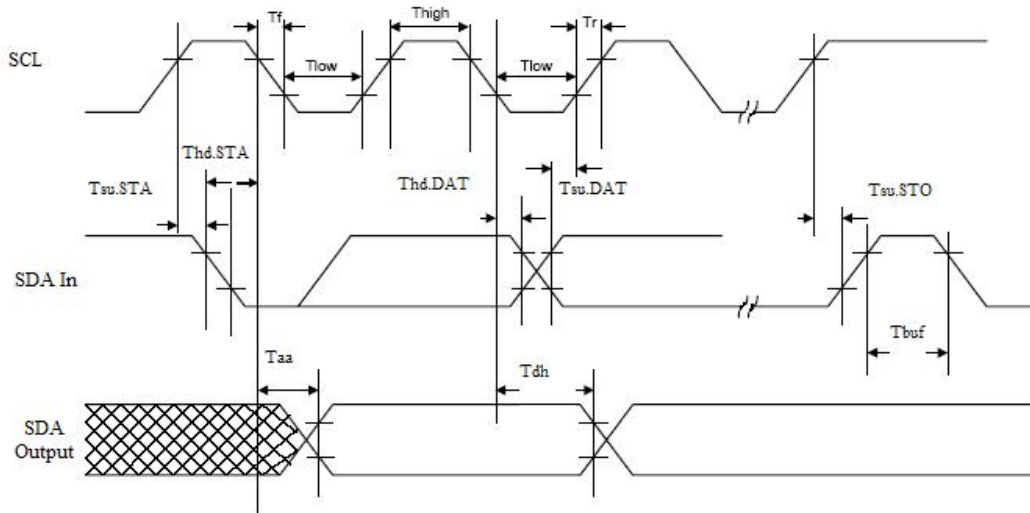 Tf
Thigh
Tr
SCL
Tlow
Tlow
Thd.STA
Tsu.STA
Thd.DAT
Tsu.DAT
Tsu.STO
SDA In
Tbuf
Taa
Tdh
SDA
Output